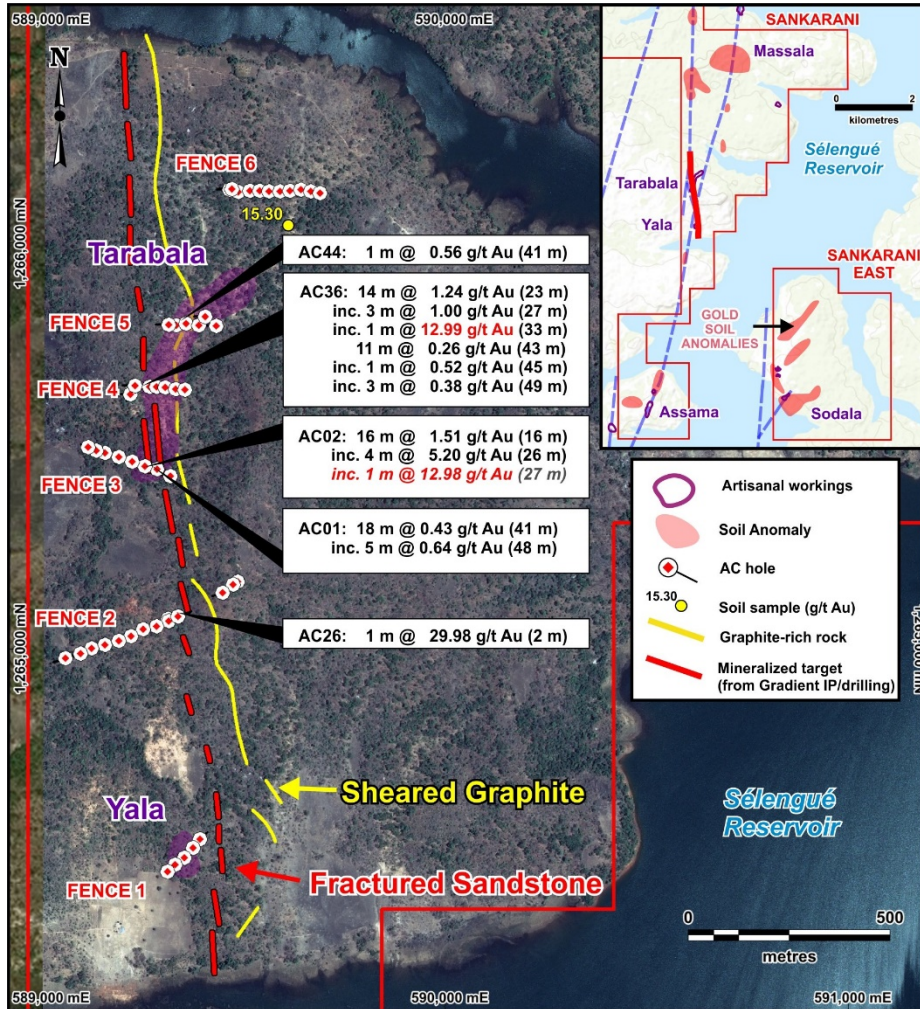 589,000 mE
590,000 mE
N
FENCE 6
15.30
Tarabala
1,266,000 mN
FENCE 5
FENCE 4
FENCE 3
FENCE 2
1,265,000 mN
1,265,000 mN
Yala
FENCE 1
AC44: 1 m @ 0.56 g/t Au (41 m)
AC36: 14 m @ 1.24 g/t Au (23 m)
inc. 3 m @ 1.00 g/t Au (27 m)
inc. 1 m @ 12.99 g/t Au (33 m)
11 m @ 0.26 g/t Au (43 m)
inc. 1 m @ 0.52 g/t Au (45 m)
inc. 3 m @ 0.38 g/t Au (49 m)
AC02: 16 m @ 1.51 g/t Au (16 m)
inc. 4 m @ 5.20 g/t Au (26 m)
inc. 1 m @ 12.98 g/t Au (27 m)
AC01: 18 m @ 0.43 g/t Au (41 m)
inc. 5 m @ 0.64 g/t Au (48 m)
AC26: 1 m @ 29.98 g/t Au (2 m)
Sheared Graphite
Fractured Sandstone
SANKARANI
Massala
0 2
kilometres
Sélengué
Reservoir
Tarabala
Yala
SANKARANI
EAST
GOLD
SOIL
ANOMALIES
Assama
Sodala
Artisanal workings
Soil Anomaly
AC hole
15.30
Soil sample (g/t Au)
Graphite-rich rock
Mineralized target
(from Gradient IP/drilling)
Sélengué
Reservoir
0 500
metres
589,000 mE
590,000 mE
591,000 mE